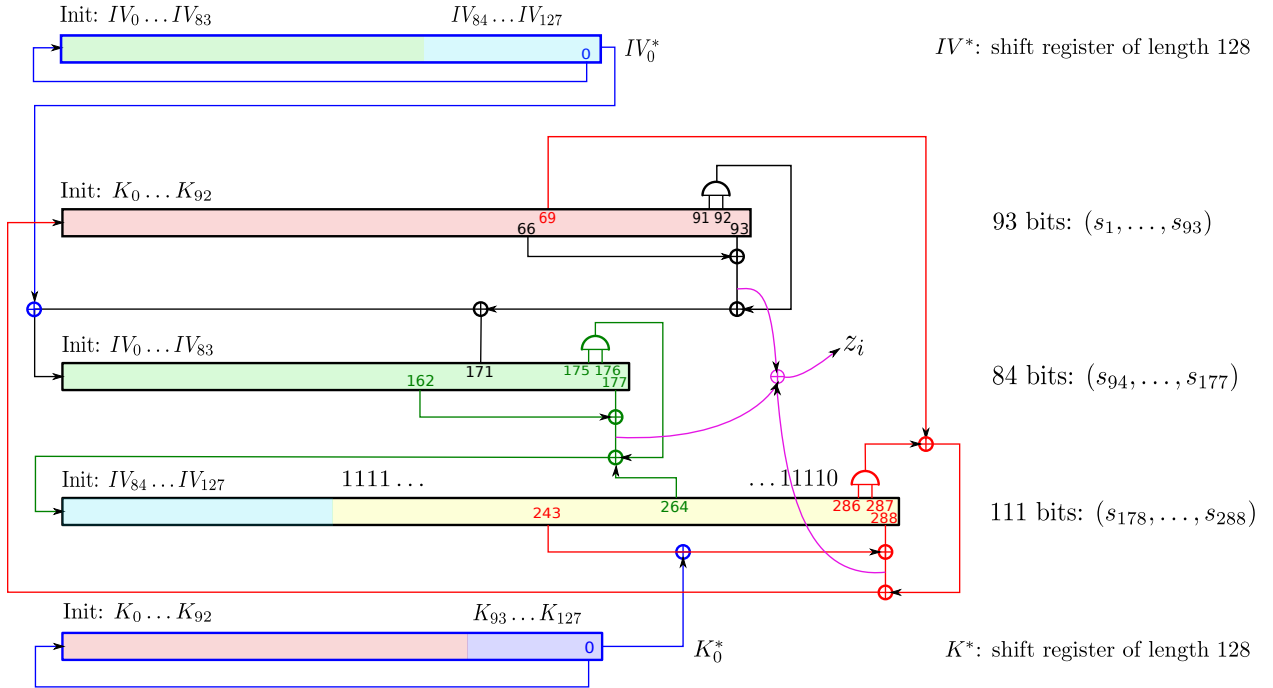 Init: IV₀ … IV₈₃
IV₈₄ … IV₁₂₇
0
IV₀*
IV*: shift register of length 128
Init: K₀ … K₉₂
69
91
92
66
93
93 bits: (s₁, …, s₉₃)
Init: IV₀ … IV₈₃
162
171
175
176
177
zᵢ
84 bits: (s₉₄, …, s₁₇₇)
Init: IV₈₄ … IV₁₂₇
1111 …
… 11110
243
264
286
287
288
111 bits: (s₁₇₈, …, s₂₈₈)
Init: K₀ … K₉₂
K₉₃ … K₁₂₇
0
K₀*
K*: shift register of length 128